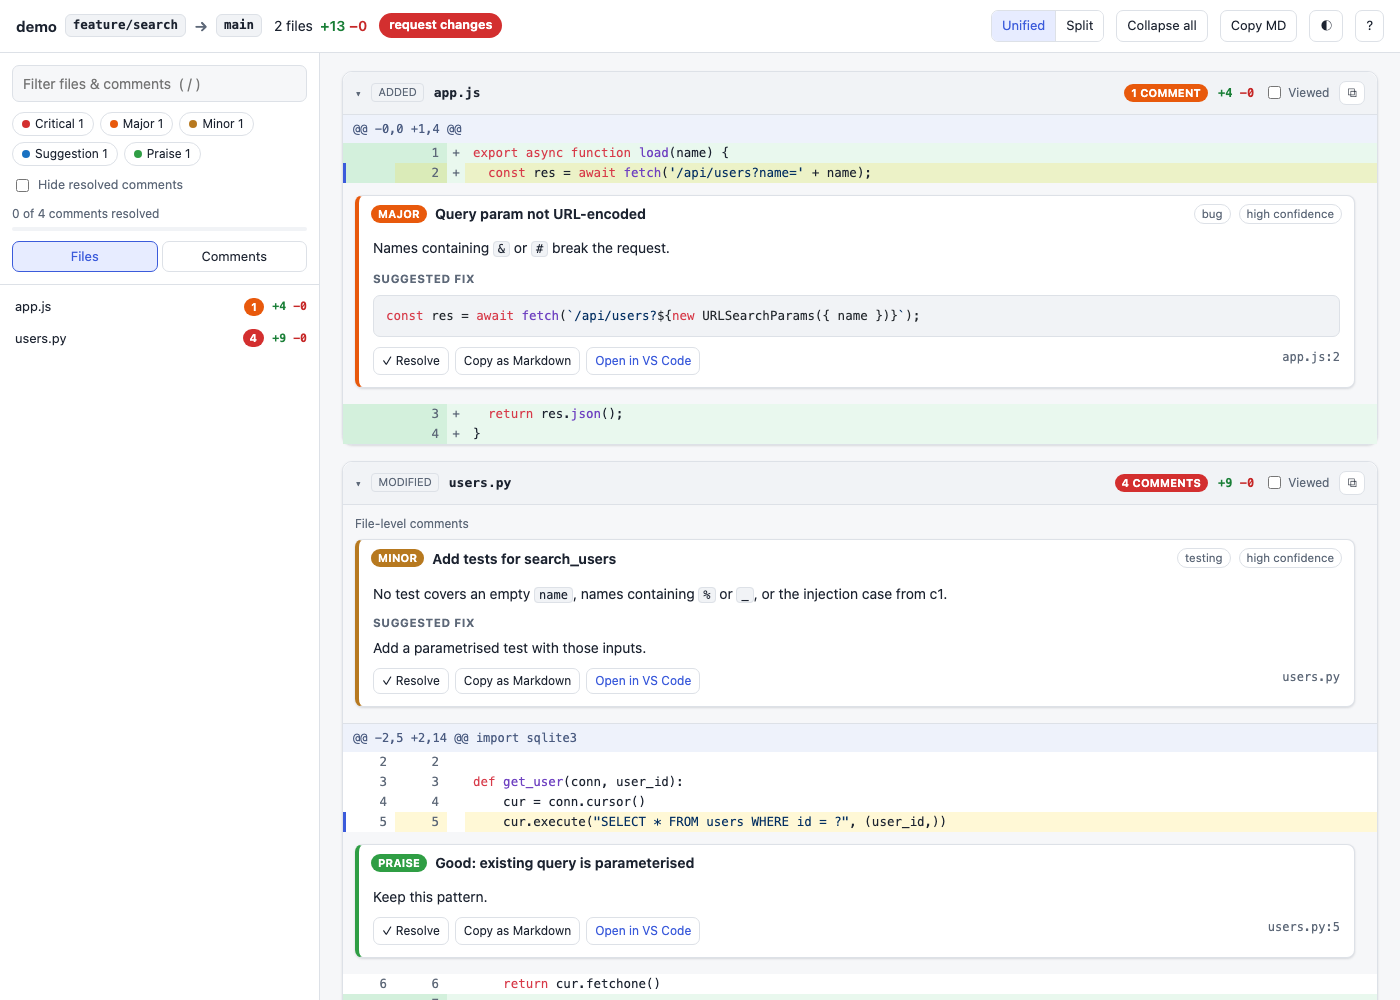 demo feature/search → main 2 files +13 −0 request changes Unified Split Collapse all Copy MD ?
Filter files & comments ( / )
Critical 1 Major 1 Minor 1
Suggestion 1 Praise 1
Hide resolved comments
0 of 4 comments resolved
Files Comments
app.js 1 +4 −0
users.py 4 +9 −0
ADDED app.js 1 COMMENT +4 −0 Viewed
@@ −0,0 +1,4 @@
1 + export async function load(name) {
2 + const res = await fetch('/api/users?name=' + name);
MAJOR Query param not URL-encoded bug high confidence
Names containing & or # break the request.
SUGGESTED FIX
const res = await fetch(`/api/users?${new URLSearchParams({ name })}`);
✓ Resolve Copy as Markdown Open in VS Code app.js:2
3 + return res.json();
4 + }
MODIFIED users.py 4 COMMENTS +9 −0 Viewed
File-level comments
MINOR Add tests for search_users testing high confidence
No test covers an empty name, names containing % or _, or the injection case from c1.
SUGGESTED FIX
Add a parametrised test with those inputs.
✓ Resolve Copy as Markdown Open in VS Code users.py
@@ −2,5 +2,14 @@ import sqlite3
2 2
3 3 def get_user(conn, user_id):
4 4 cur = conn.cursor()
5 5 cur.execute("SELECT * FROM users WHERE id = ?", (user_id,))
PRAISE Good: existing query is parameterised
Keep this pattern.
✓ Resolve Copy as Markdown Open in VS Code users.py:5
6 6 return cur.fetchone()